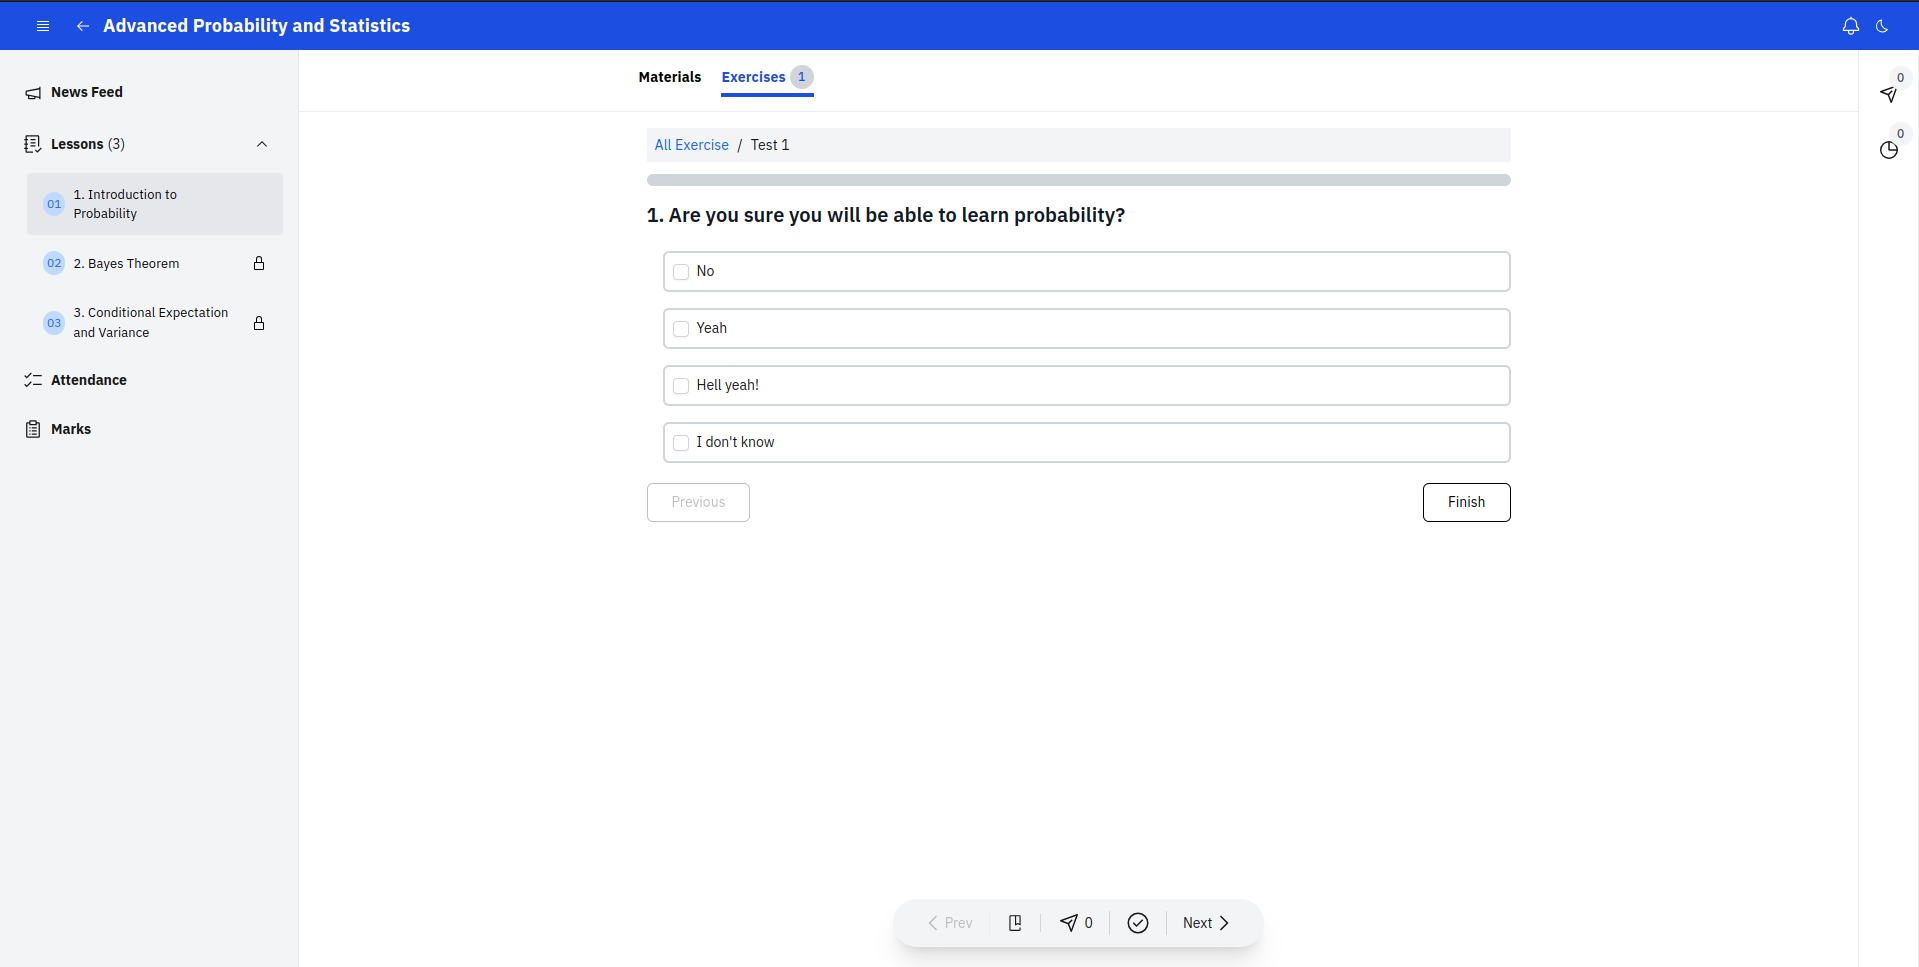 Advanced Probability and Statistics
News Feed
Lessons (3)
01 1. Introduction to
Probability
02 2. Bayes Theorem
03 3. Conditional Expectation
and Variance
Attendance
Marks
Materials Exercises 1
All Exercise / Test 1
1. Are you sure you will be able to learn probability?
No
Yeah
Hell yeah!
I don't know
Previous Finish
Prev 0 Next
0
0